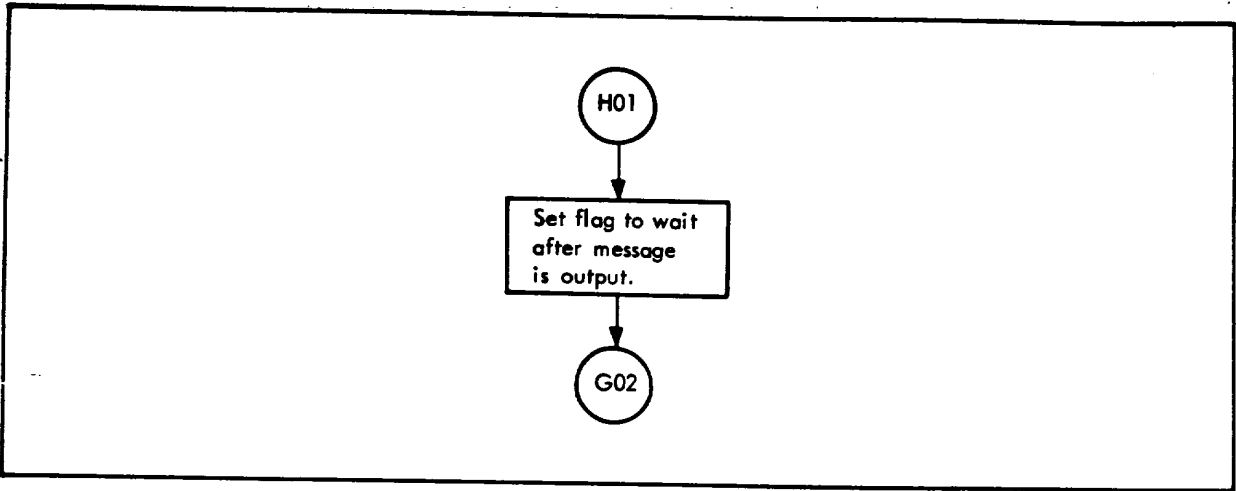 H01
Set flag to wait
after message
is output.
G02